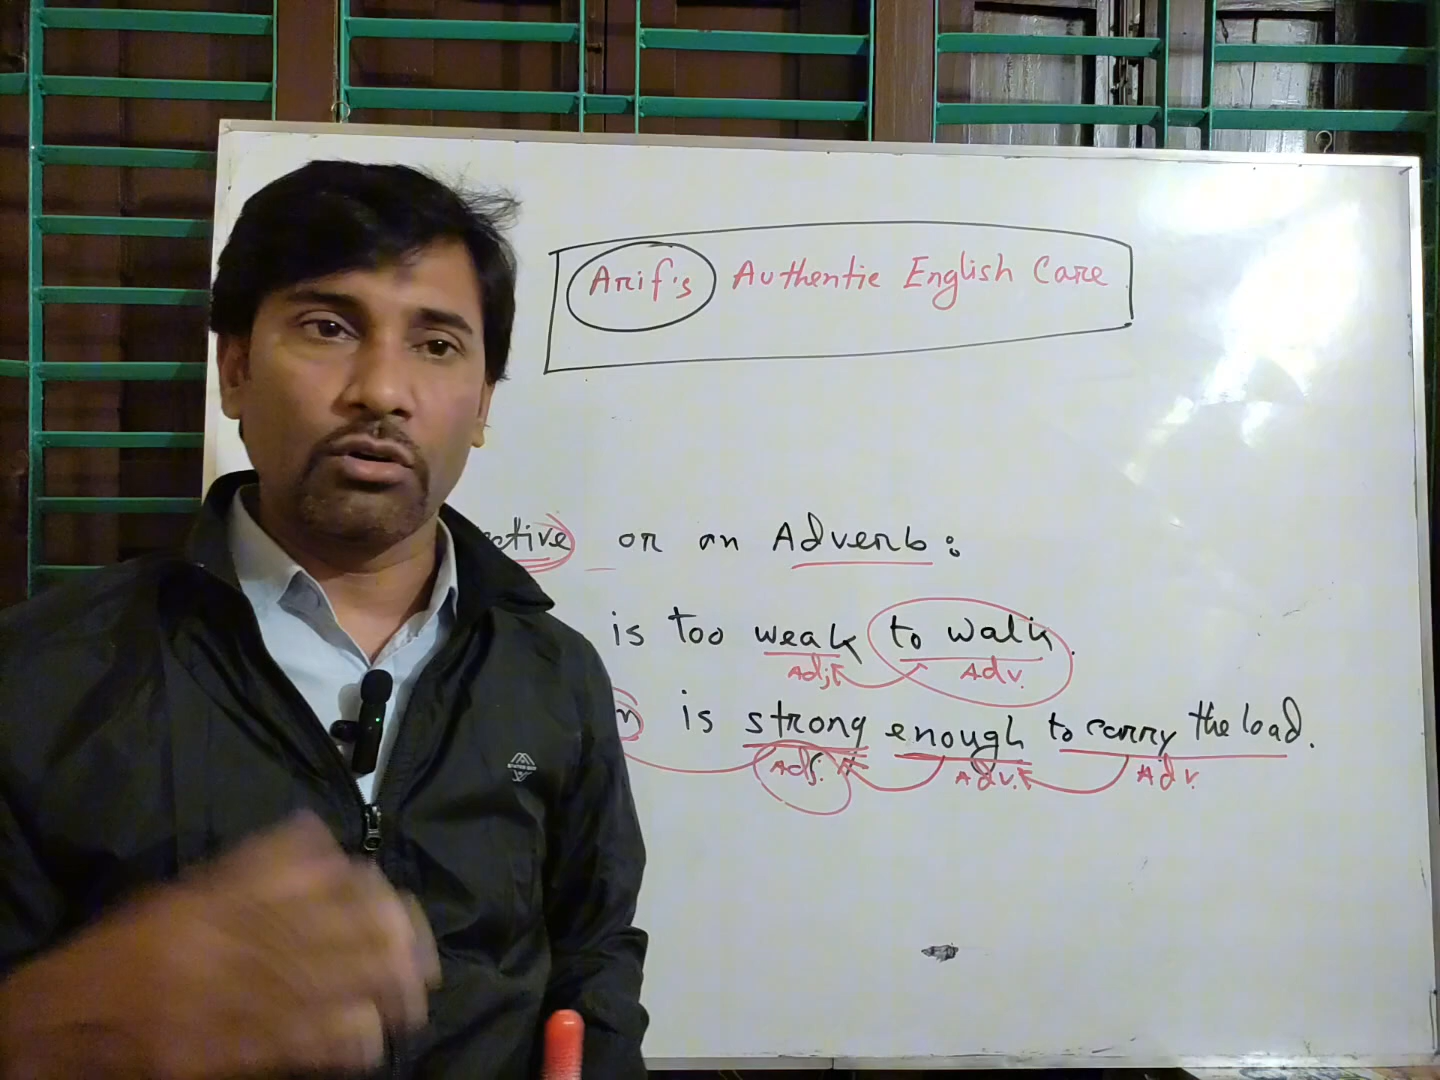 Arif's Authentic English Care
or an Adverb:
is too weak to walk.
Adj Adv.
is strong enough to carry the load.
Adj. Adv. Adv.